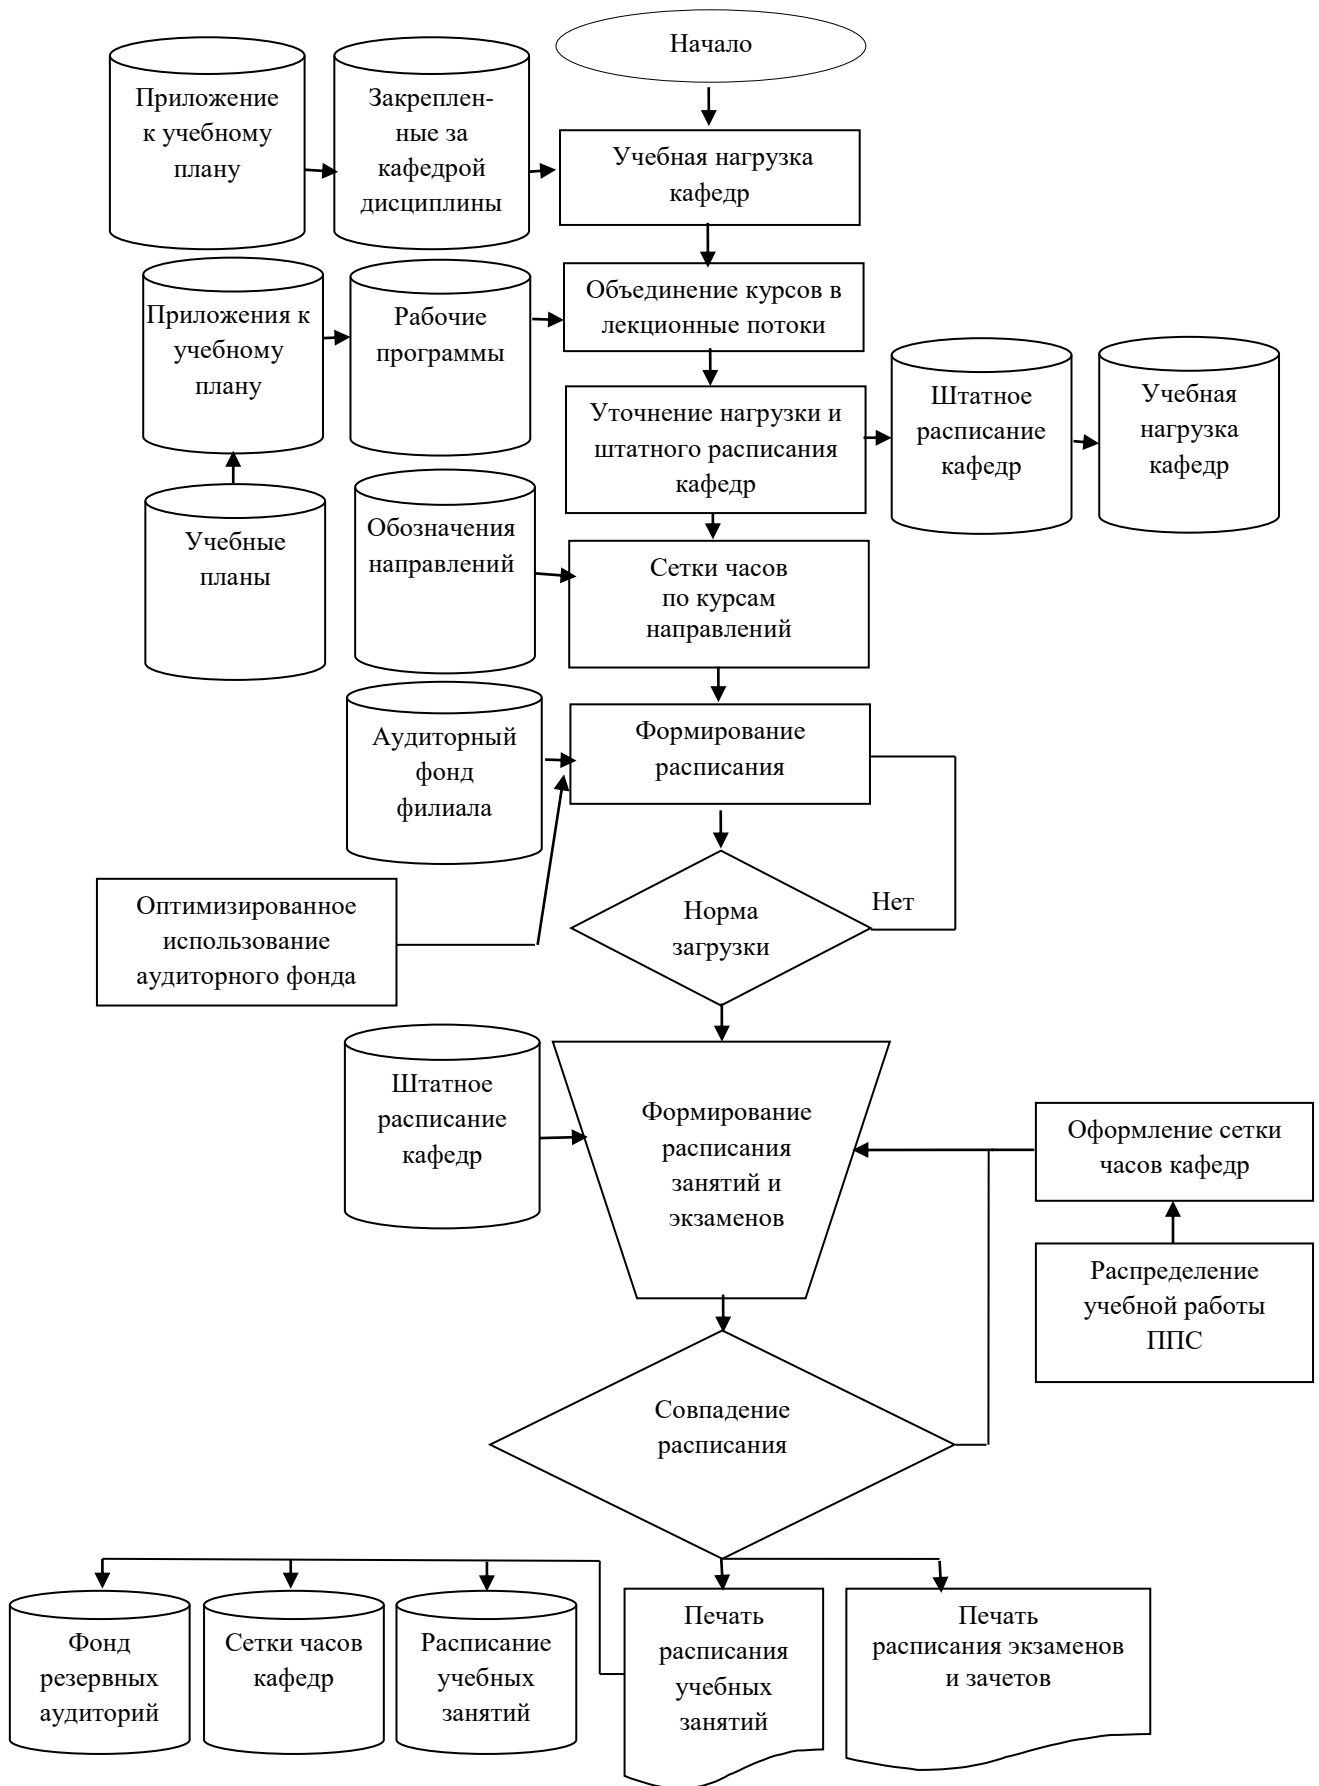 Начало
Приложение
к учебному
плану
Закреплен-
ные за
кафедрой
дисциплины
Учебная нагрузка
кафедр
Приложения к
учебному
плану
Рабочие
программы
Объединение курсов в
лекционные потоки
Уточнение нагрузки и
штатного расписания
кафедр
Штатное
расписание
кафедр
Учебная
нагрузка
кафедр
Учебные
планы
Обозначения
направлений
Сетки часов
по курсам
направлений
Аудиторный
фонд
филиала
Формирование
расписания
Оптимизированное
использование
аудиторного фонда
Норма
загрузки
Нет
Штатное
расписание
кафедр
Формирование
расписания
занятий и
экзаменов
Оформление сетки
часов кафедр
Распределение
учебной работы
ППС
Совпадение
расписания
Фонд
резервных
аудиторий
Сетки часов
кафедр
Расписание
учебных
занятий
Печать
расписания
учебных
занятий
Печать
расписания экзаменов
и зачетов